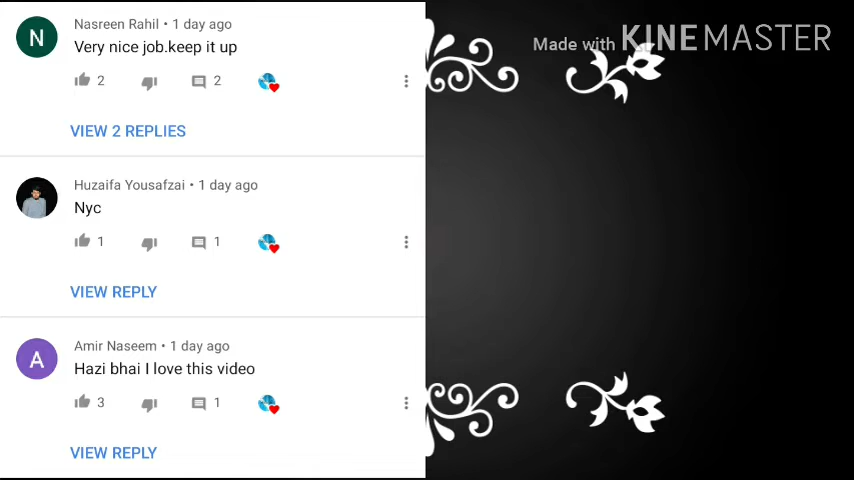 Nasreen Rahil • 1 day ago
Very nice job.keep it up
2
2
VIEW 2 REPLIES
Huzaifa Yousafzai • 1 day ago
Nyc
1
1
VIEW REPLY
Amir Naseem • 1 day ago
Hazi bhai I love this video
3
1
VIEW REPLY
N
A
Made with KINEMASTER